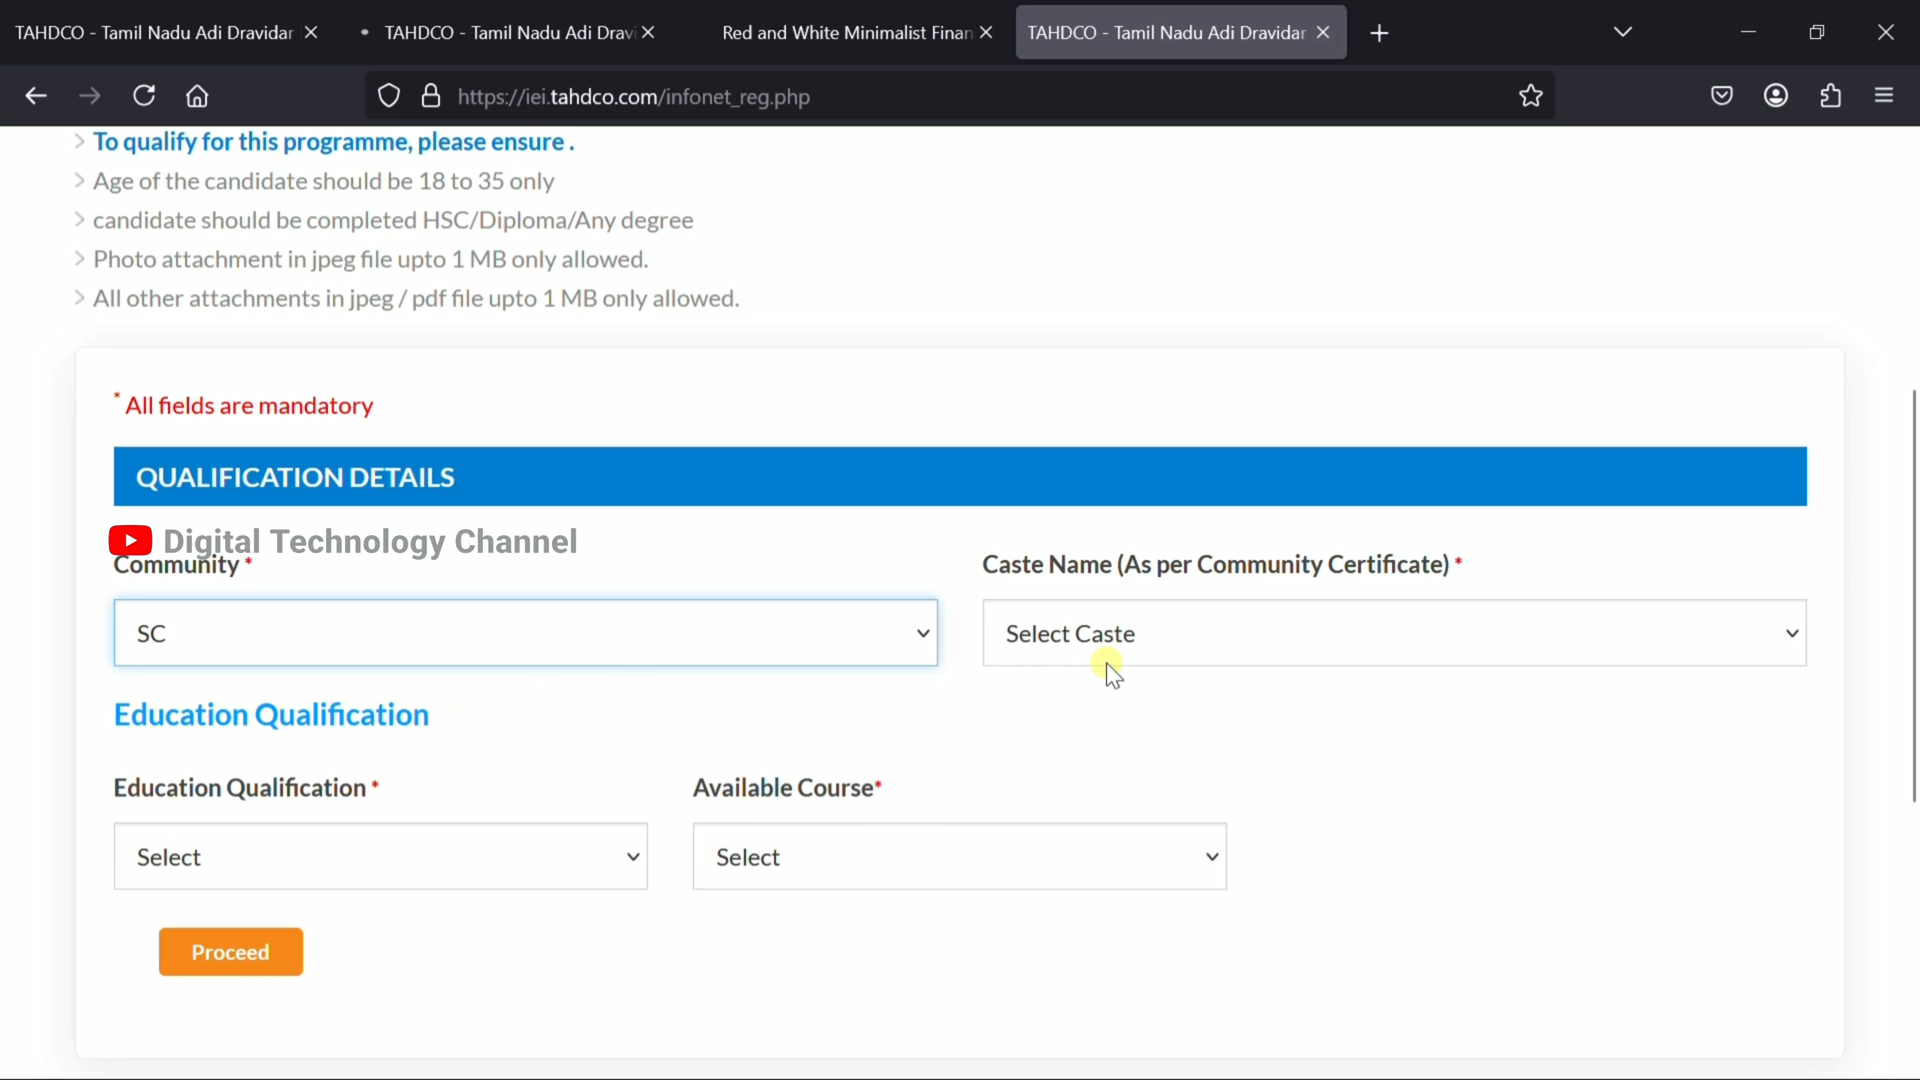 TAHDCO - Tamil Nadu Adi Dravidar
TAHDCO - Tamil Nadu Adi Dravi
Red and White Minimalist Finan
TAHDCO - Tamil Nadu Adi Dravidar
https://iei.tahdco.com/infonet_reg.php
To qualify for this programme, please ensure .
Age of the candidate should be 18 to 35 only
candidate should be completed HSC/Diploma/Any degree
Photo attachment in jpeg file upto 1 MB only allowed.
All other attachments in jpeg / pdf file upto 1 MB only allowed.
* All fields are mandatory
QUALIFICATION DETAILS
Digital Technology Channel
Community *
Caste Name (As per Community Certificate) *
SC
Select Caste
Education Qualification
Education Qualification *
Available Course*
Select
Select
Proceed